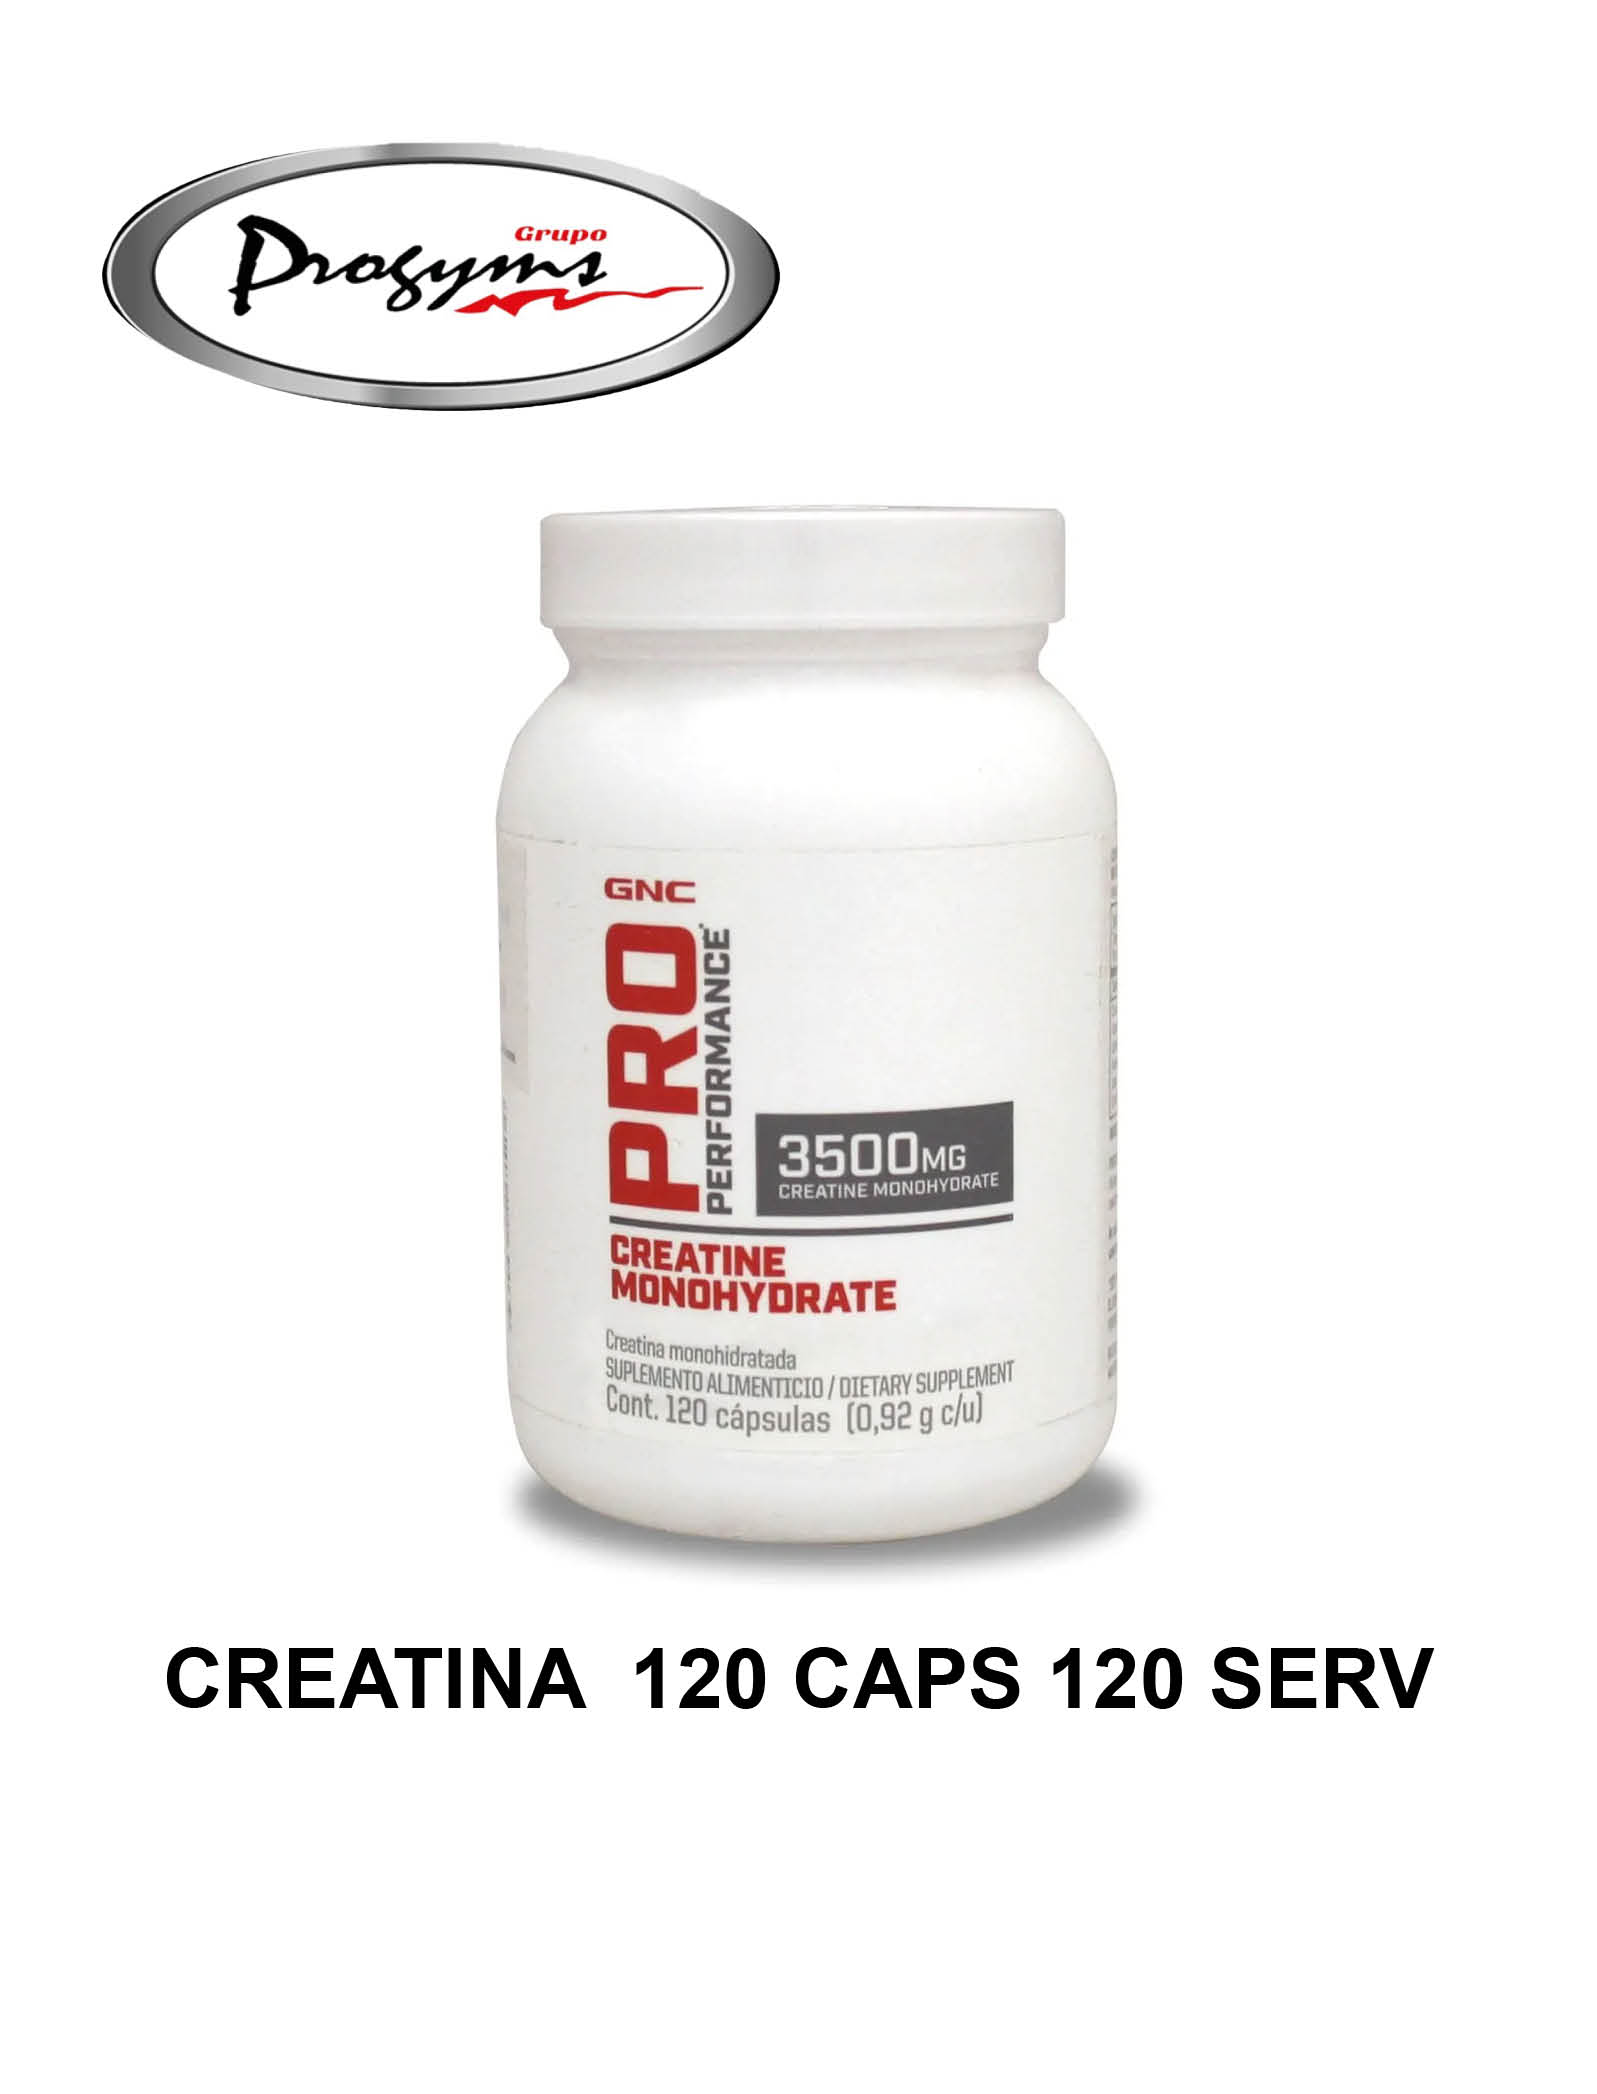 Grupo
Progyms
GNC
PRO
PERFORMANCE
3500MG
CREATINE MONOHYDRATE
CREATINE
MONOHYDRATE
Creatina monohidratada
SUPLEMENTO ALIMENTICIO / DIETARY SUPPLEMENT
Cont. 120 cápsulas (0,92 g c/u)
CREATINA 120 CAPS 120 SERV